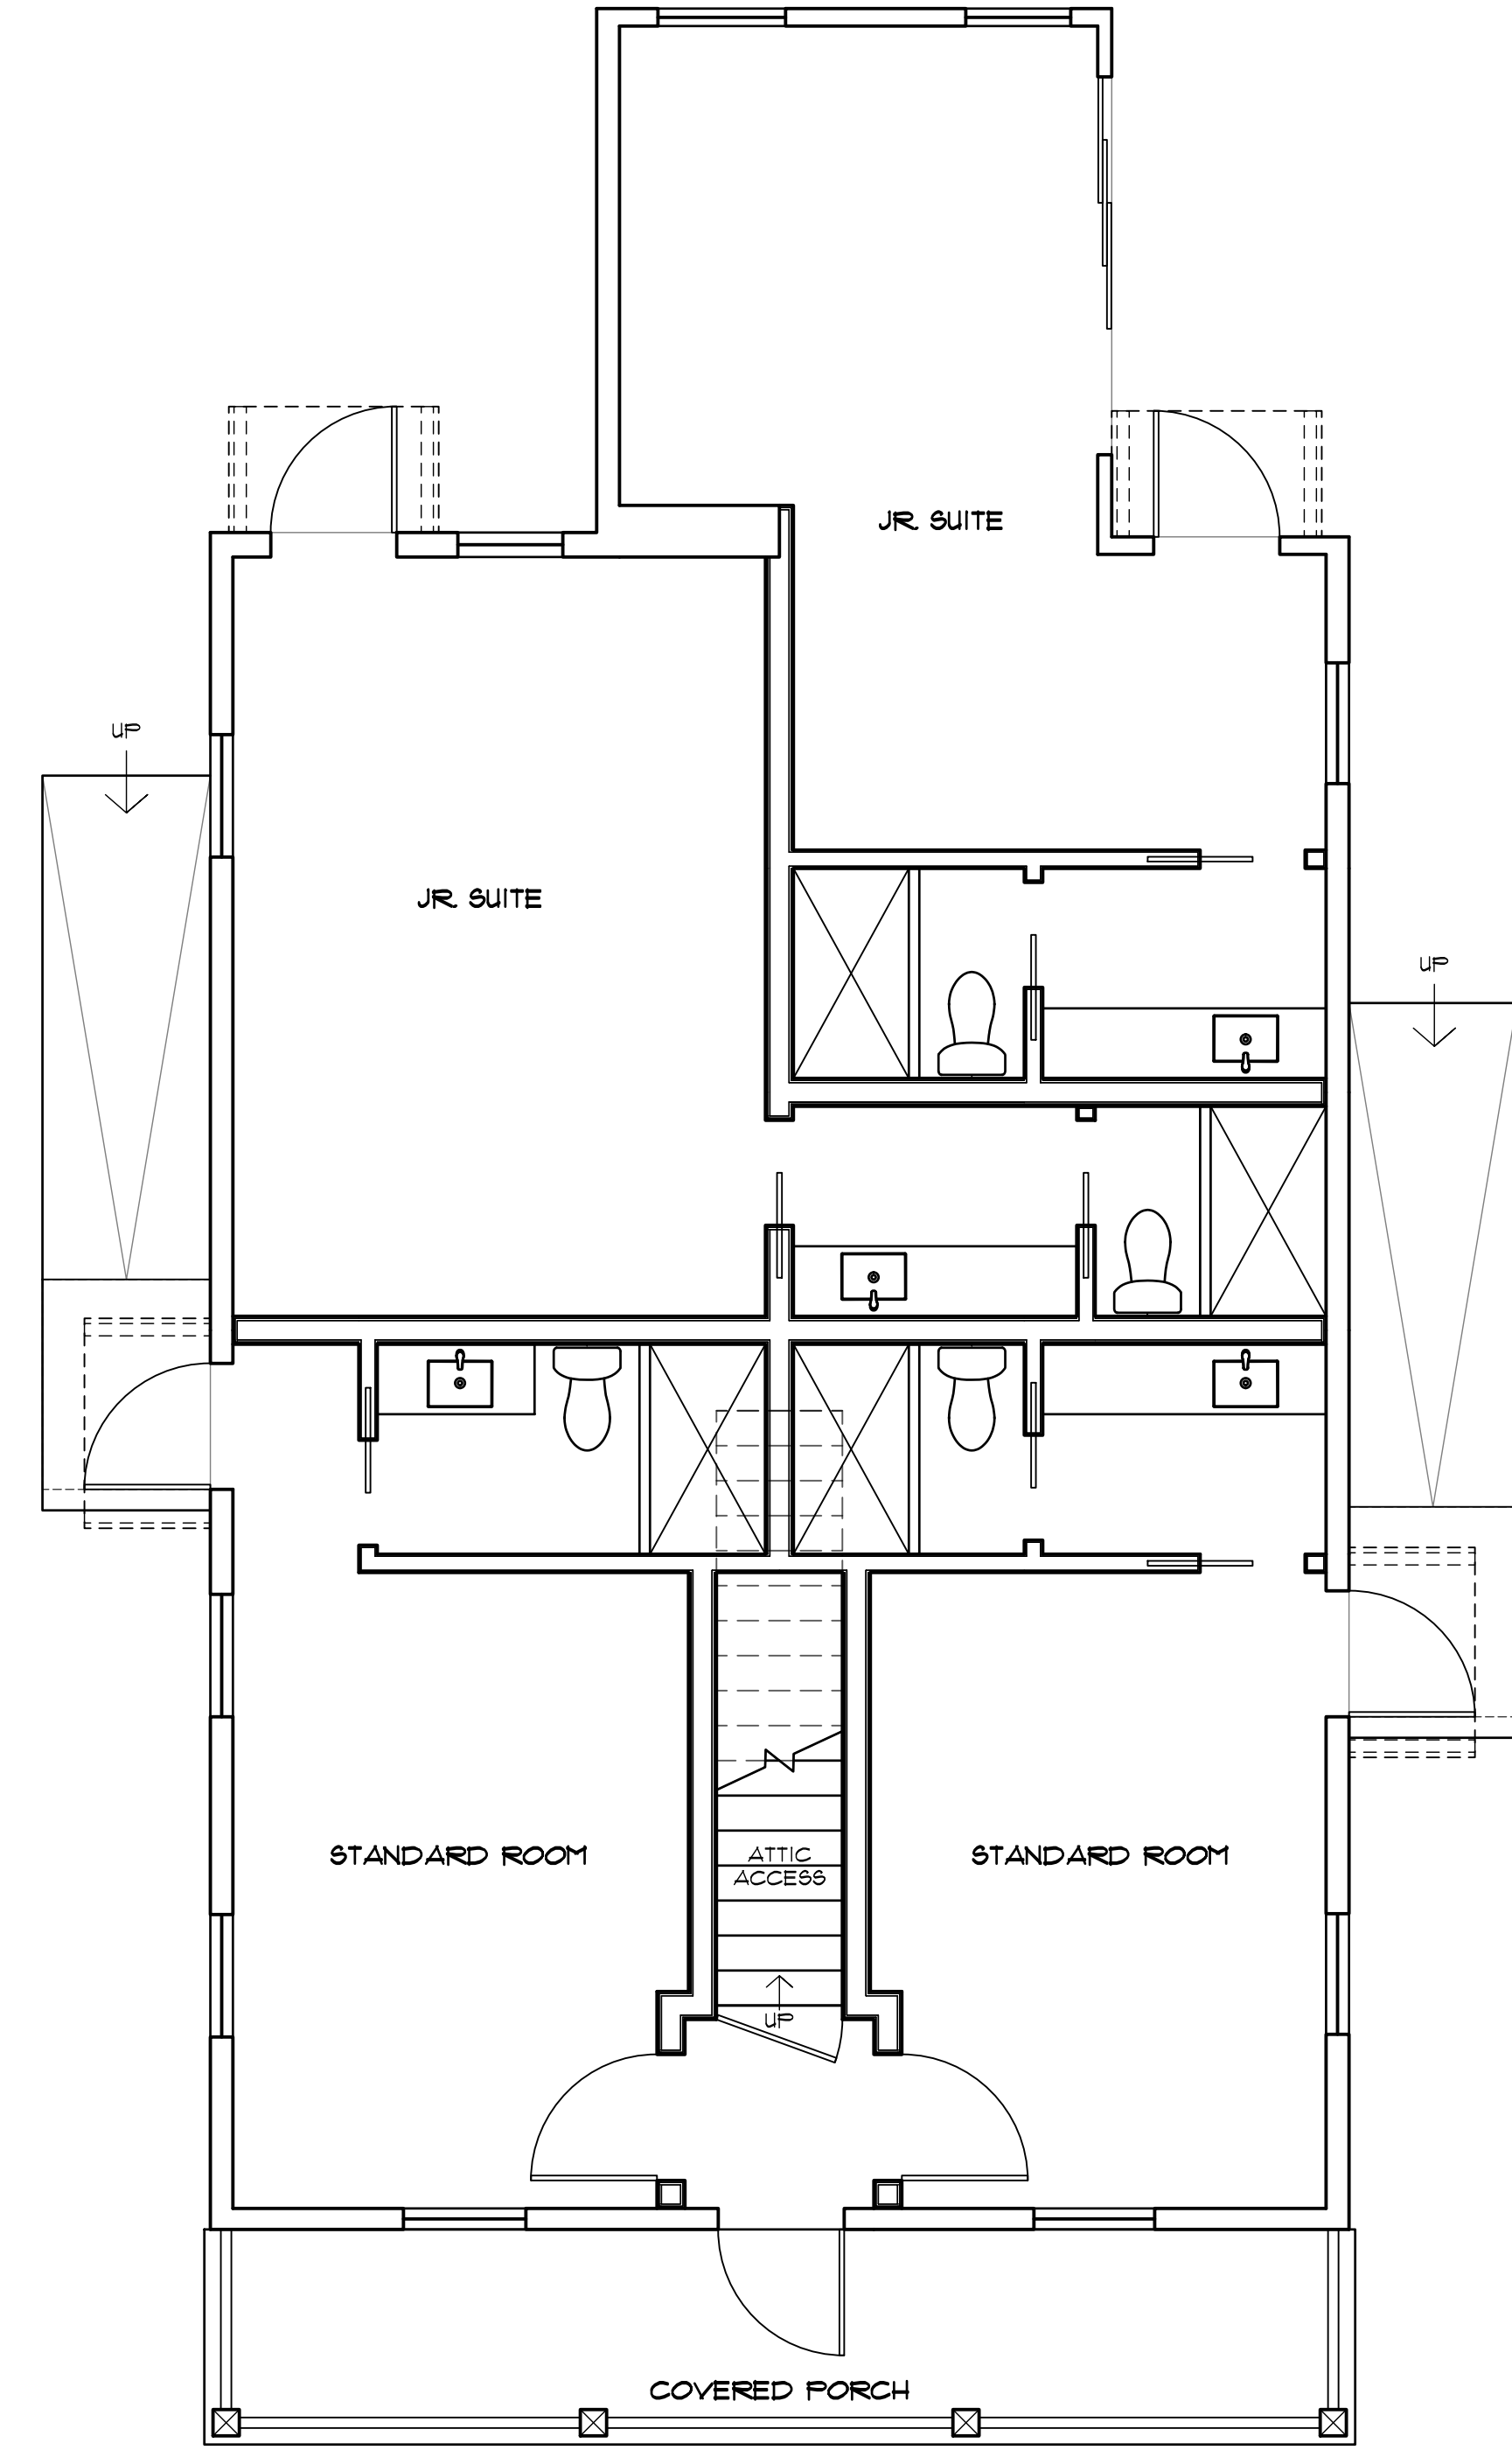 JR. SUITE
UP
JR. SUITE
UP
STANDARD ROOM
ATTIC
ACCESS
STANDARD ROOM
UP
COVERED PORCH